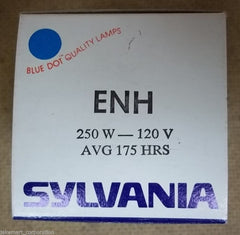 BLUE DOT QUALITY LAMPS
ENH
250 W — 120 V
AVG 175 HRS
SYLVANIA